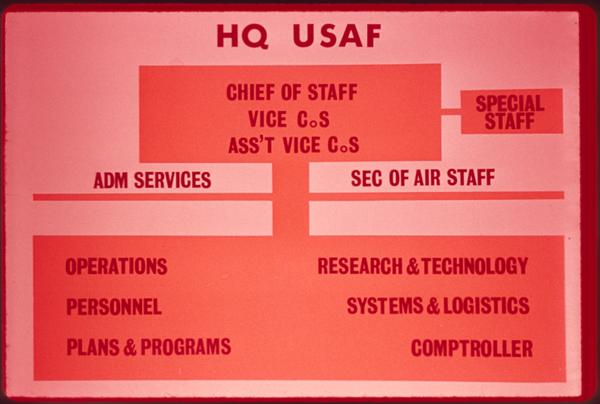 HQ USAF
CHIEF OF STAFF
VICE CoS
ASS'T VICE CoS
SPECIAL
STAFF
ADM SERVICES
SEC OF AIR STAFF
OPERATIONS
PERSONNEL
PLANS & PROGRAMS
RESEARCH & TECHNOLOGY
SYSTEMS & LOGISTICS
COMPTROLLER